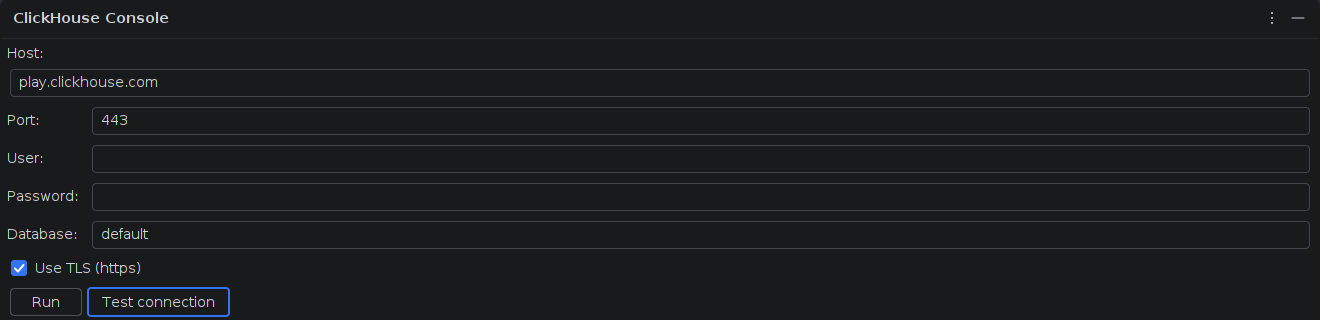 ClickHouse Console
Host:
play.clickhouse.com
Port: 443
User:
Password:
Database: default
Use TLS (https)
Run Test connection